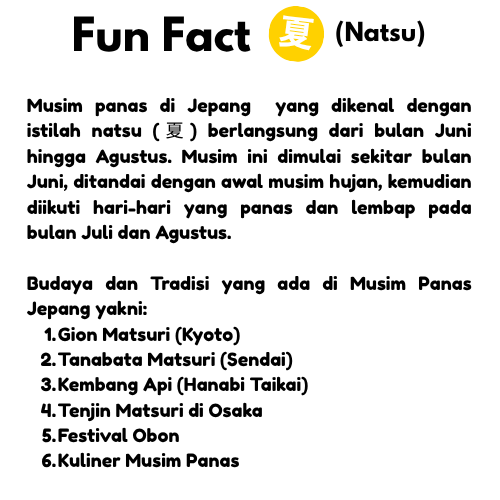 Fun Fact 夏 (Natsu)
Musim panas di Jepang yang dikenal dengan
istilah natsu (夏) berlangsung dari bulan Juni
hingga Agustus. Musim ini dimulai sekitar bulan
Juni, ditandai dengan awal musim hujan, kemudian
diikuti hari-hari yang panas dan lembap pada
bulan Juli dan Agustus.
Budaya dan Tradisi yang ada di Musim Panas
Jepang yakni:
1. Gion Matsuri (Kyoto)
2. Tanabata Matsuri (Sendai)
3. Kembang Api (Hanabi Taikai)
4. Tenjin Matsuri di Osaka
5. Festival Obon
6. Kuliner Musim Panas